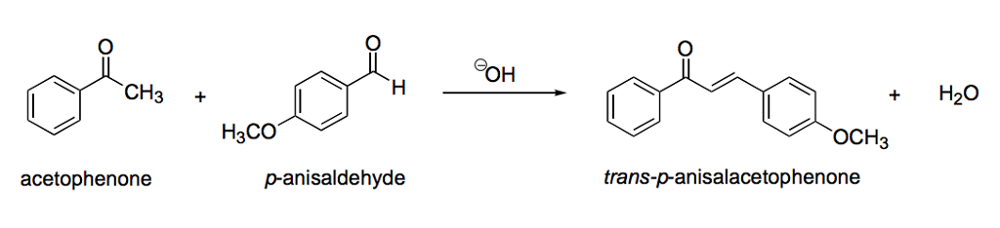 O O O
⊖OH
CH3 + H + H2O
H3CO OCH3
acetophenone p-anisaldehyde trans-p-anisalacetophenone